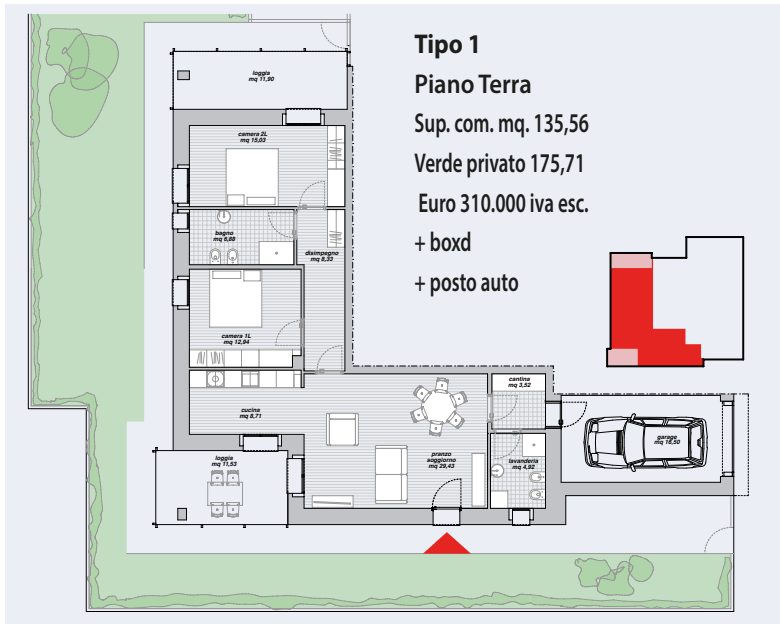 Tipo 1
Piano Terra
Sup. com. mq. 135,56
Verde privato 175,71
Euro 310.000 iva esc.
+ boxd
+ posto auto
loggia
mq 11,90
camera 2L
mq 15,03
bagno
mq 6,88
disimpegno
mq 8,33
camera 1L
mq 12,94
cantina
mq 3,52
cucina
mq 8,71
garage
mq 16,50
pranzo
soggiorno
mq 29,43
lavanderia
mq 4,92
loggia
mq 11,53